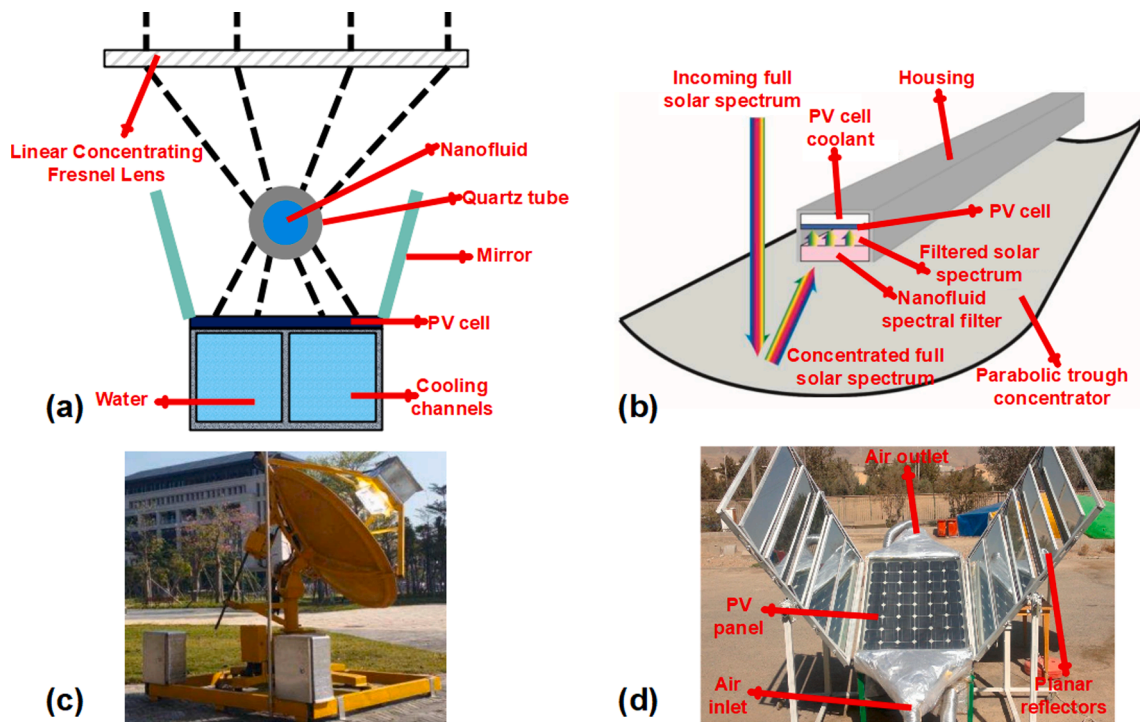 Linear Concentrating
Fresnel Lens
Nanofluid
Quartz tube
Mirror
PV cell
Water
Cooling
channels
(a)
Incoming full
solar spectrum
Housing
PV cell
coolant
PV cell
Filtered solar
spectrum
Nanofluid
spectral filter
Concentrated full
solar spectrum
Parabolic trough
concentrator
(b)
(c)
Air outlet
PV
panel
Air
inlet
Planar
reflectors
(d)